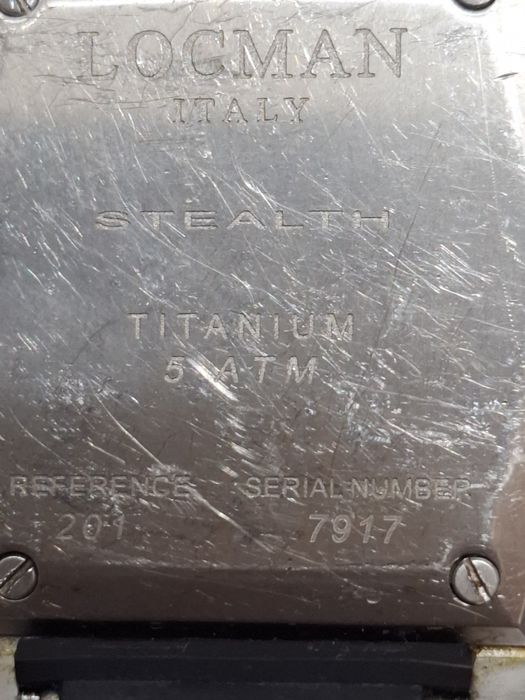 LOCMAN
ITALY
STEALTH
TITANIUM
5 ATM
REFERENCE SERIAL NUMBER
201 7917